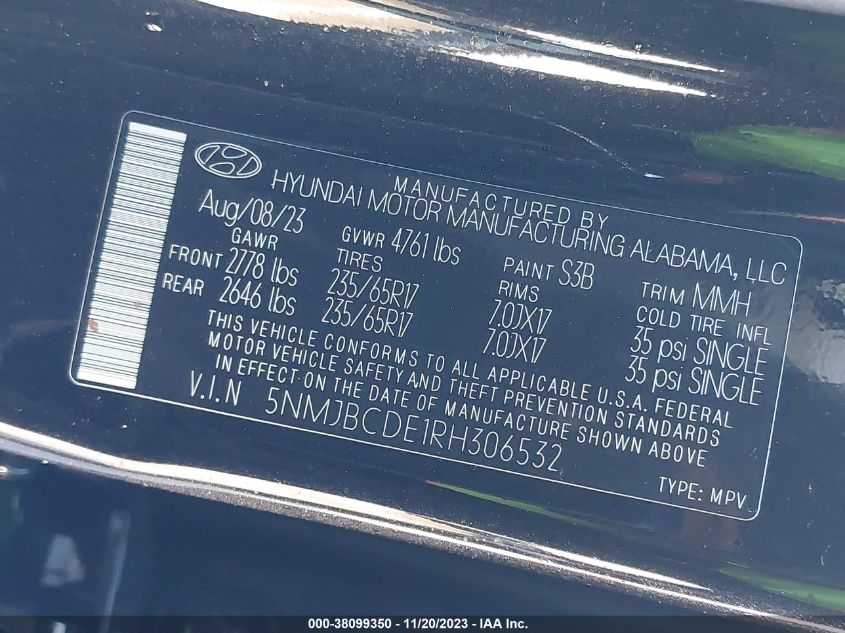 MANUFACTURED BY
HYUNDAI MOTOR MANUFACTURING ALABAMA, LLC
Aug/08/23 GVWR 4761 lbs PAINT S3B TRIM MMH
GAWR TIRES RIMS COLD TIRE INFL
FRONT 2778 lbs 235/65R17 7.0JX17 35 psi SINGLE
REAR 2646 lbs 235/65R17 7.0JX17 35 psi SINGLE
THIS VEHICLE CONFORMS TO ALL APPLICABLE U.S.A. FEDERAL
MOTOR VEHICLE SAFETY AND THEFT PREVENTION STANDARDS
IN EFFECT ON THE DATE OF MANUFACTURE SHOWN ABOVE
V.I.N 5NMJBCDE1RH306532
TYPE: MPV
000-38099350 | 11/20/2023 - IAA Inc.